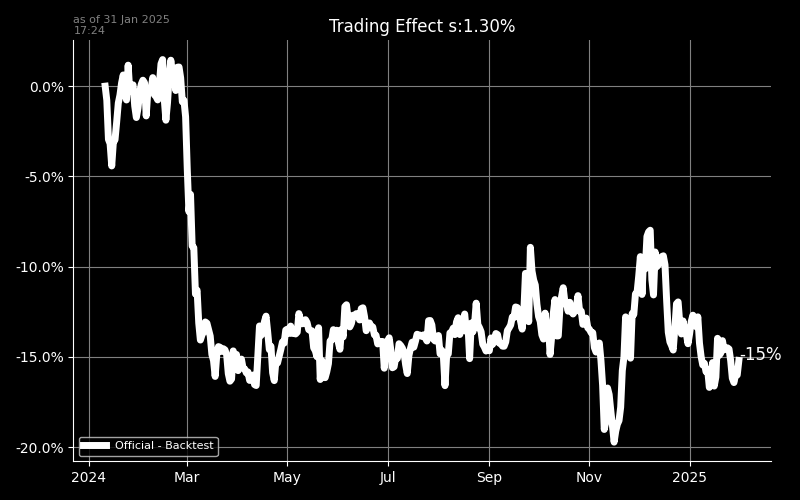 as of 31 Jan 2025
17:24
Trading Effect s:1.30%
0.0%
-5.0%
-10.0%
-15.0%
-20.0%
-15%
Official - Backtest
2024 Mar May Jul Sep Nov 2025